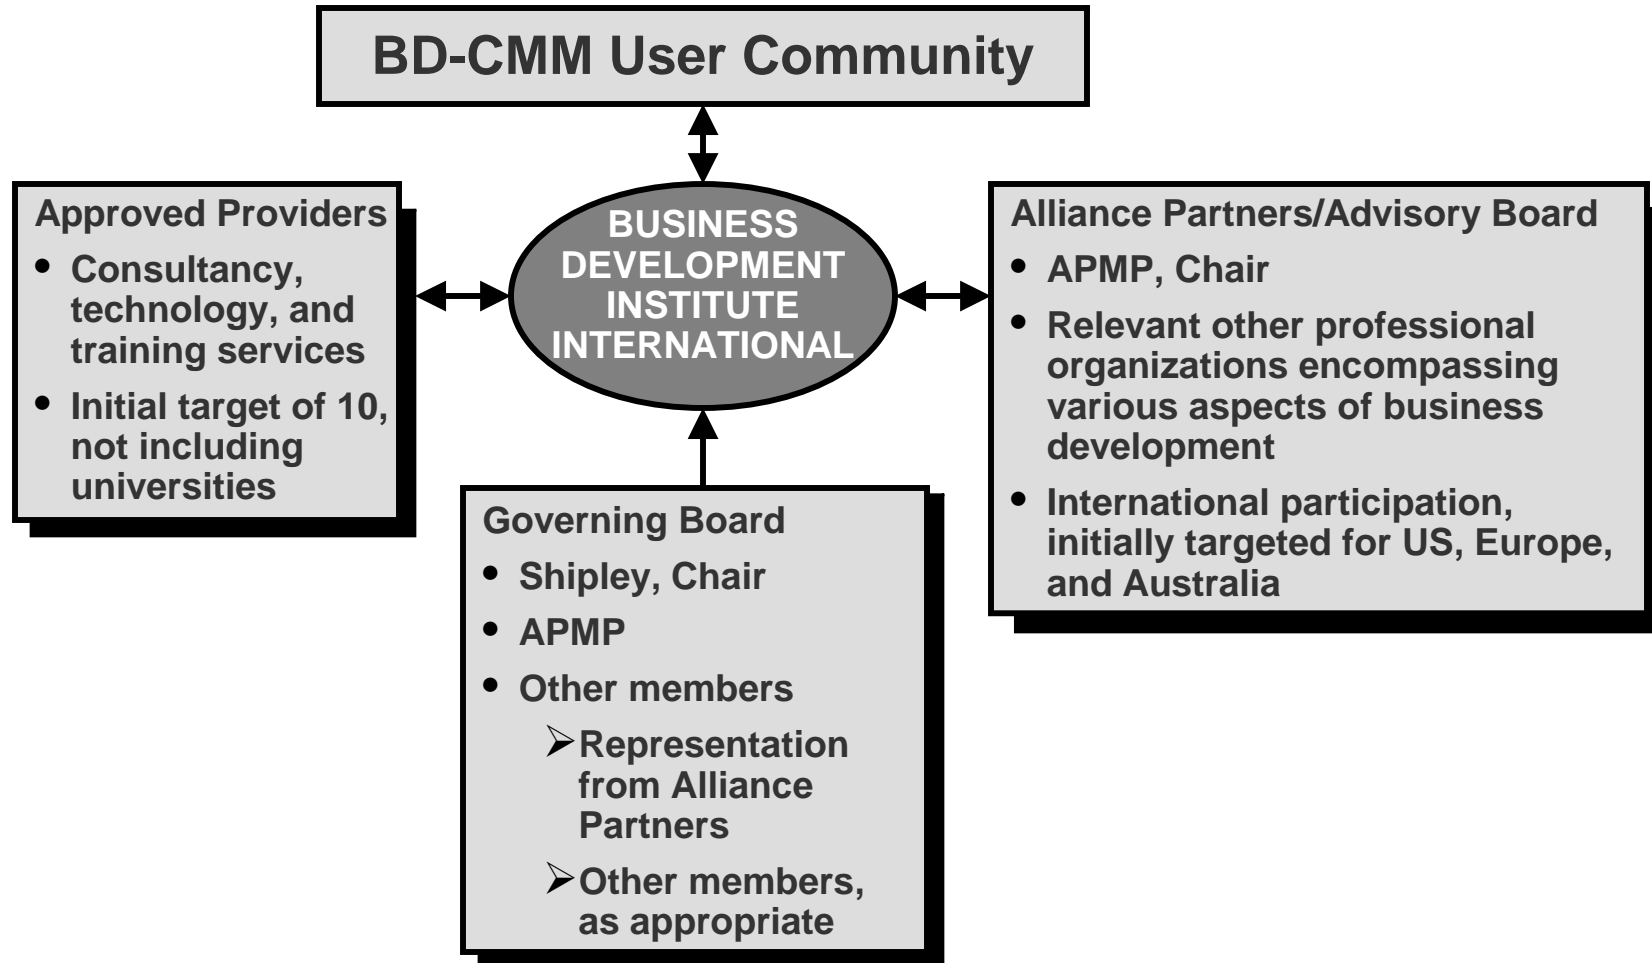 BD-CMM User Community
Approved Providers
• Consultancy,
technology, and
training services
• Initial target of 10,
not including
universities
BUSINESS
DEVELOPMENT
INSTITUTE
INTERNATIONAL
Alliance Partners/Advisory Board
• APMP, Chair
• Relevant other professional
organizations encompassing
various aspects of business
development
• International participation,
initially targeted for US, Europe,
and Australia
Governing Board
• Shipley, Chair
• APMP
• Other members
➢Representation
from Alliance
Partners
➢Other members,
as appropriate